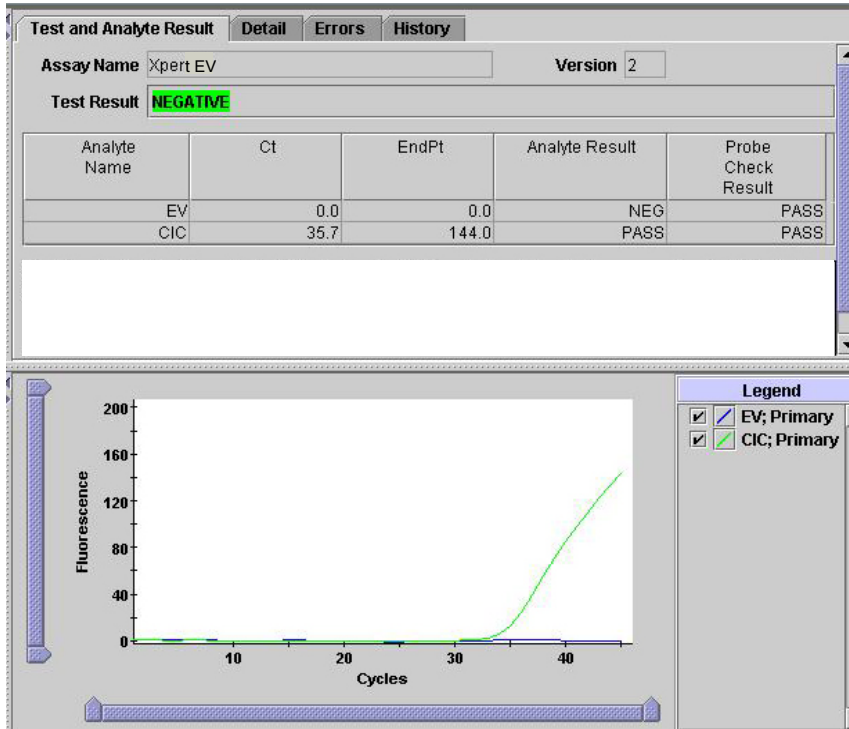 Test and Analyte Result Detail Errors History
Assay Name Xpert EV Version 2
Test Result NEGATIVE
Analyte Name Ct EndPt Analyte Result Probe Check Result
EV 0.0 0.0 NEG PASS
CIC 35.7 144.0 PASS PASS
Legend
EV; Primary
CIC; Primary
200
160
120
80
40
0
Fluorescence
10 20 30 40
Cycles